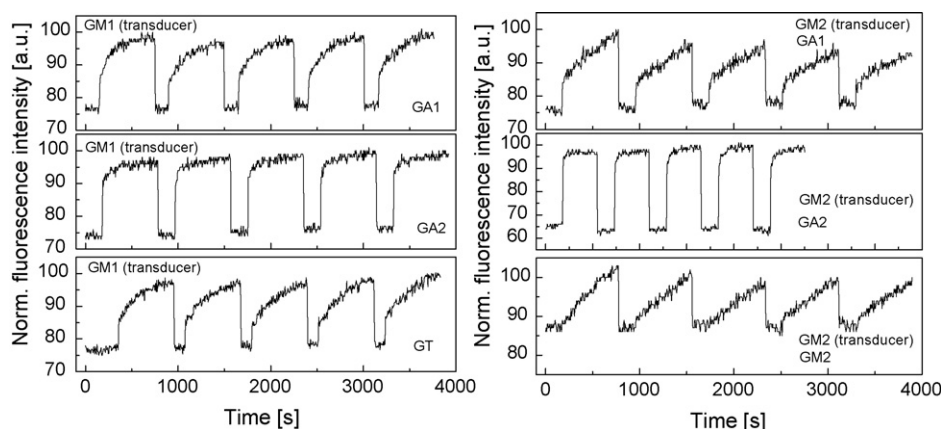 Norm. fluorescence intensity [a.u.]
GM1 (transducer)
100
90
80
70
GA1
GM1 (transducer)
100
90
80
70
GA2
GM1 (transducer)
100
90
80
70
GT
0 1000 2000 3000 4000
Time [s]
Norm. fluorescence intensity [a.u.]
GM2 (transducer)
GA1
100
90
80
70
100
90
80
70
60
GM2 (transducer)
GA2
100
90
80
GM2 (transducer)
GM2
0 1000 2000 3000 4000
Time [s]